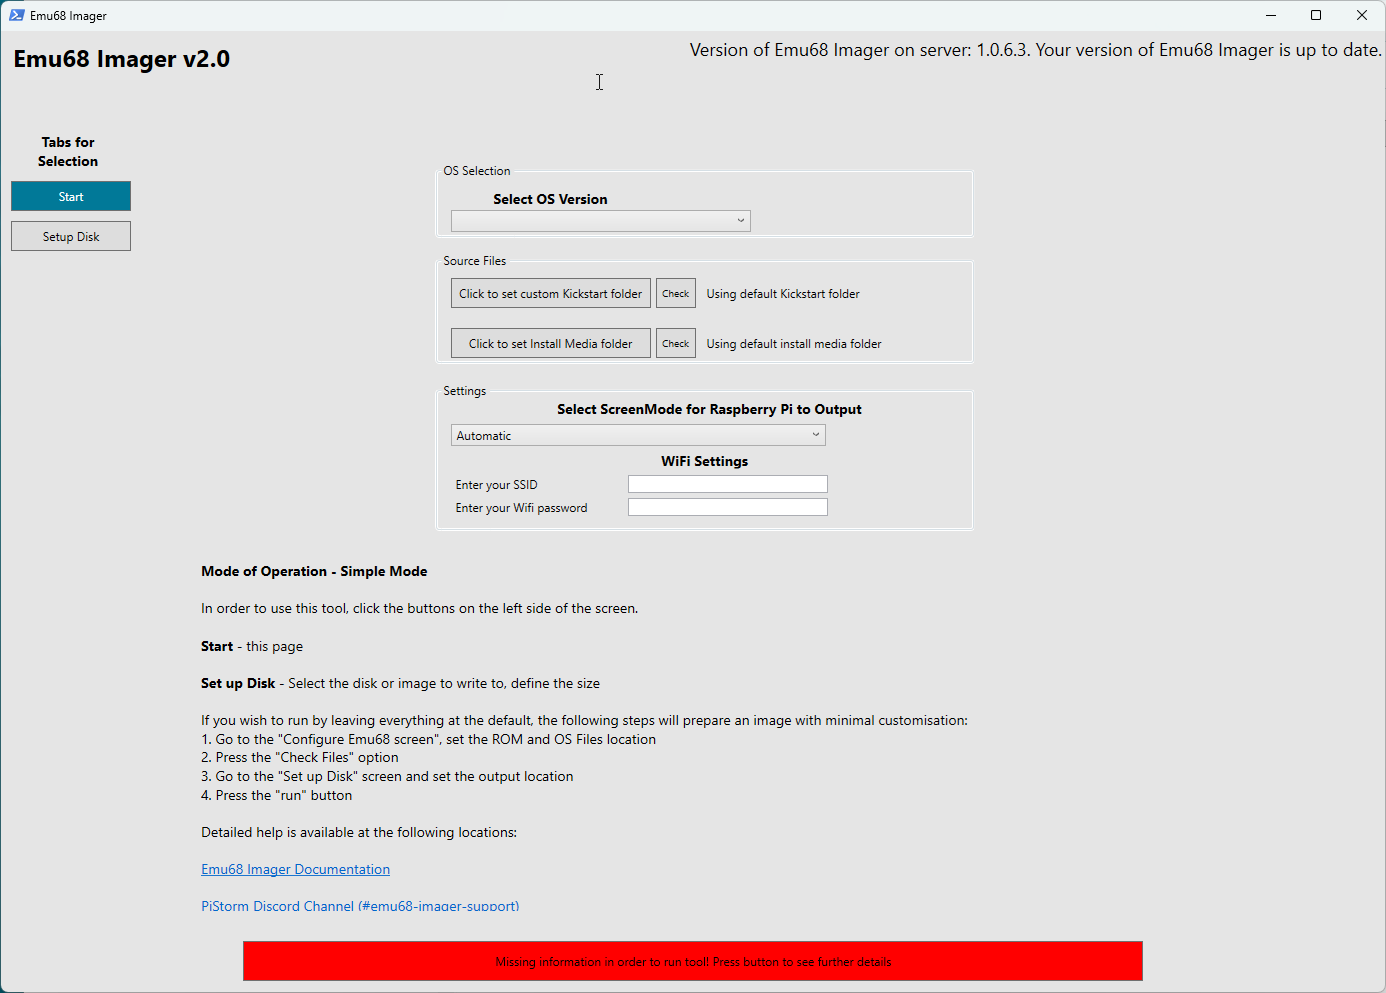 Emu68 Imager
Emu68 Imager v2.0
Version of Emu68 Imager on server: 1.0.6.3. Your version of Emu68 Imager is up to date.
Tabs for
Selection
Start
Setup Disk
OS Selection
Select OS Version
Source Files
Click to set custom Kickstart folder
Check
Using default Kickstart folder
Click to set Install Media folder
Check
Using default install media folder
Settings
Select ScreenMode for Raspberry Pi to Output
Automatic
WiFi Settings
Enter your SSID
Enter your Wifi password
Mode of Operation - Simple Mode
In order to use this tool, click the buttons on the left side of the screen.
Start - this page
Set up Disk - Select the disk or image to write to, define the size
If you wish to run by leaving everything at the default, the following steps will prepare an image with minimal customisation:
1. Go to the "Configure Emu68 screen", set the ROM and OS Files location
2. Press the "Check Files" option
3. Go to the "Set up Disk" screen and set the output location
4. Press the "run" button
Detailed help is available at the following locations:
Emu68 Imager Documentation
PiStorm Discord Channel (#emu68-imager-support)
Missing information in order to run tool! Press button to see further details